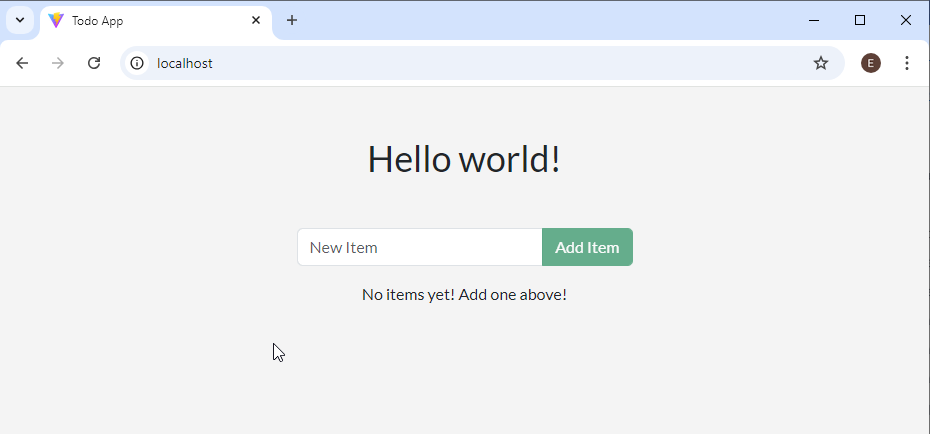 Todo App
localhost
E
Hello world!
New Item Add Item
No items yet! Add one above!